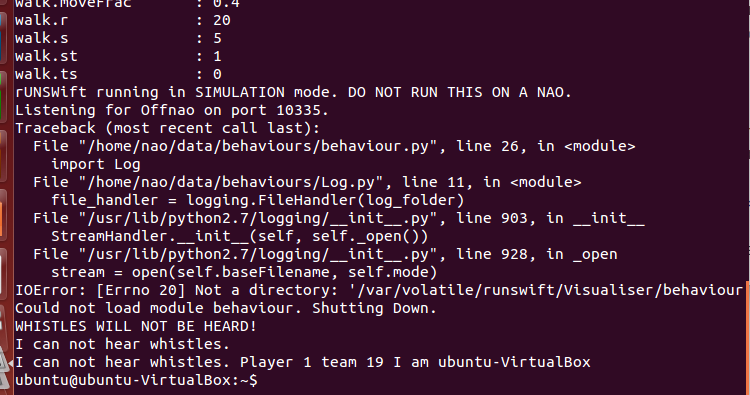 walk.moveFrac        : 0.4
walk.r               : 20
walk.s               : 5
walk.st              : 1
walk.ts              : 0
rUNSWift running in SIMULATION mode. DO NOT RUN THIS ON A NAO.
Listening for Offnao on port 10335.
Traceback (most recent call last):
  File "/home/nao/data/behaviours/behaviour.py", line 26, in <module>
    import Log
  File "/home/nao/data/behaviours/Log.py", line 11, in <module>
    file_handler = logging.FileHandler(log_folder)
  File "/usr/lib/python2.7/logging/__init__.py", line 903, in __init__
    StreamHandler.__init__(self, self._open())
  File "/usr/lib/python2.7/logging/__init__.py", line 928, in _open
    stream = open(self.baseFilename, self.mode)
IOError: [Errno 20] Not a directory: '/var/volatile/runswift/Visualiser/behaviour
Could not load module behaviour. Shutting Down.
WHISTLES WILL NOT BE HEARD!
I can not hear whistles.
I can not hear whistles. Player 1 team 19 I am ubuntu-VirtualBox
ubuntu@ubuntu-VirtualBox:~$